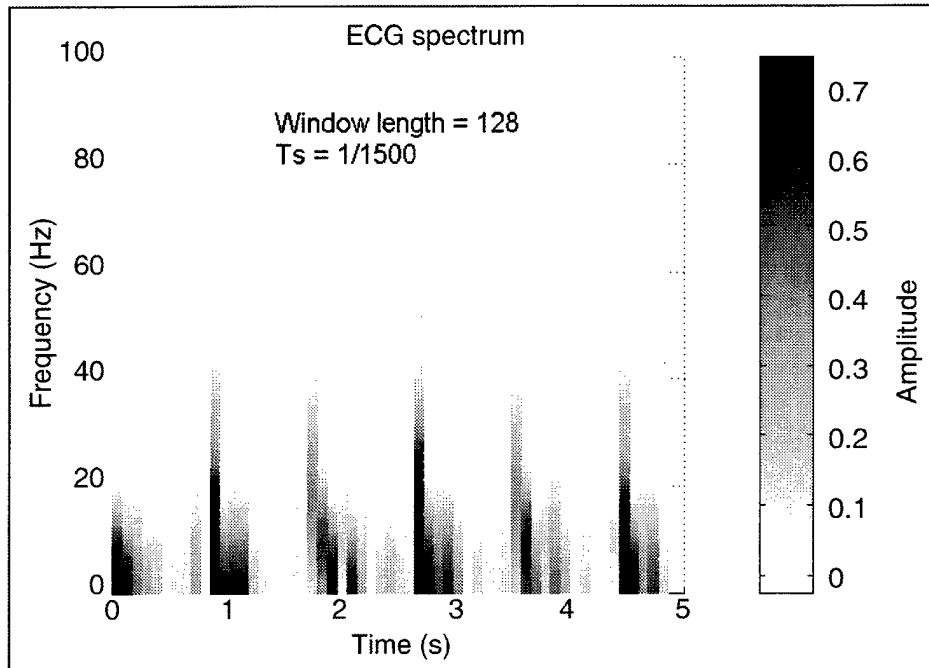 ECG spectrum
Window length = 128
Ts = 1/1500
Frequency (Hz)
100
80
60
40
20
0
0 1 2 3 4 5
Time (s)
0.7
0.6
0.5
0.4
0.3
0.2
0.1
0
Amplitude